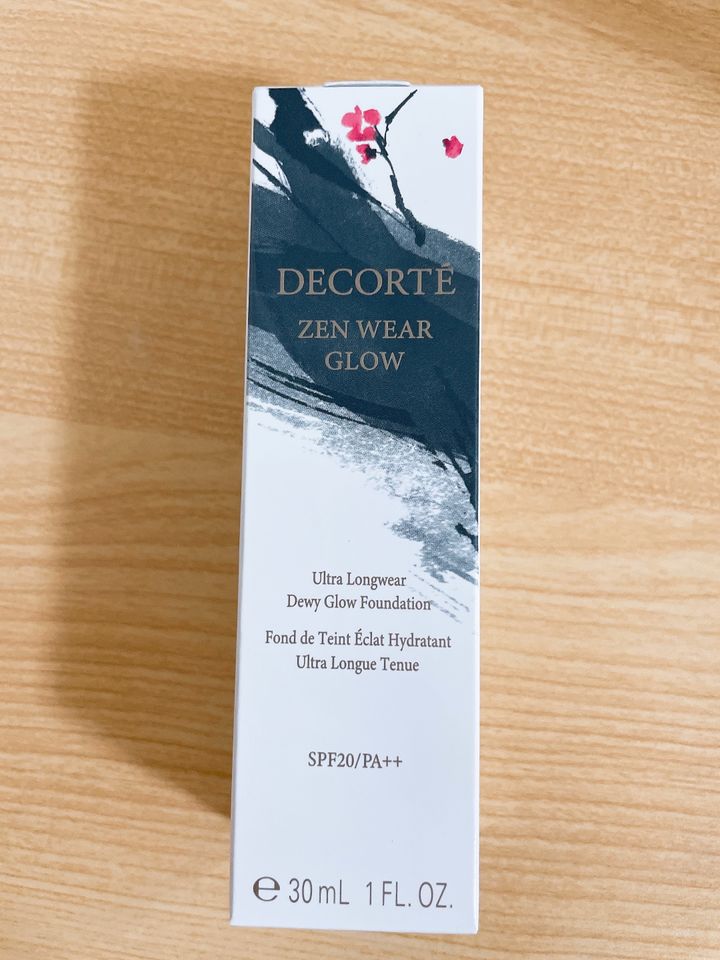 DECORTÉ
ZEN WEAR
GLOW
Ultra Longwear
Dewy Glow Foundation
Fond de Teint Éclat Hydratant
Ultra Longue Tenue
SPF20/PA++
℮ 30 mL 1 FL. OZ.